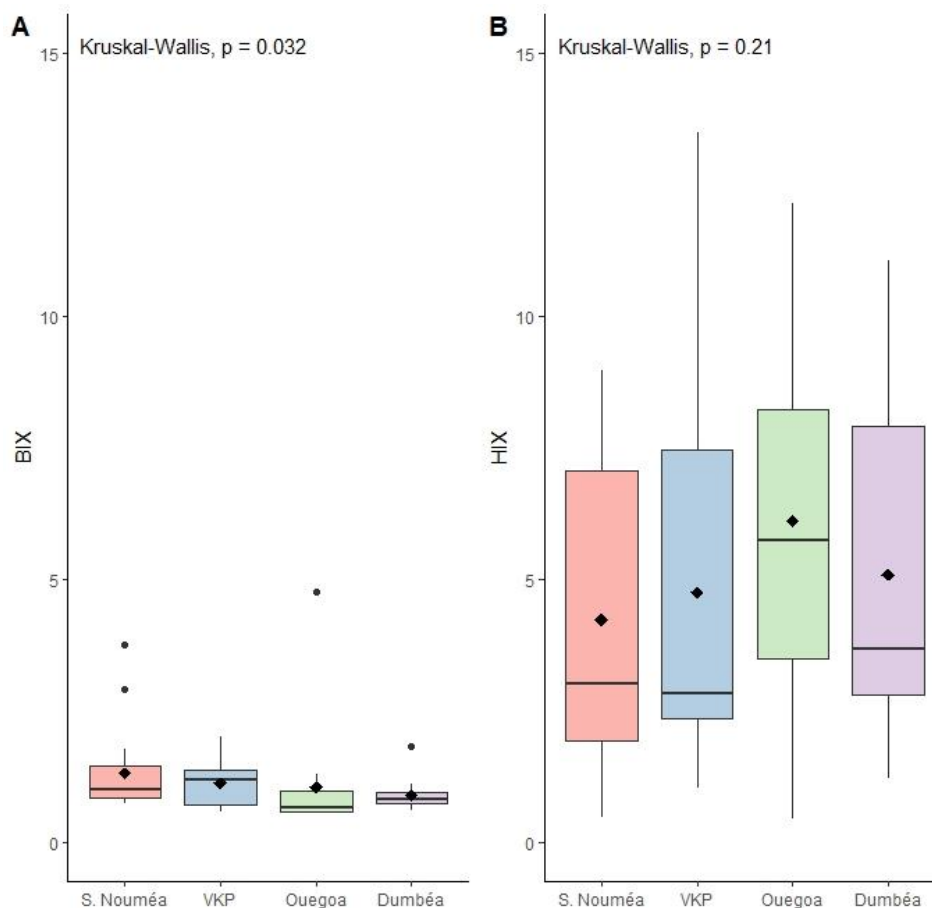 A
Kruskal-Wallis, p = 0.032
15
10
5
0
BIX
S. Nouméa VKP Ouegoa Dumbéa
B
Kruskal-Wallis, p = 0.21
15
10
5
0
HIX
S. Nouméa VKP Ouegoa Dumbéa